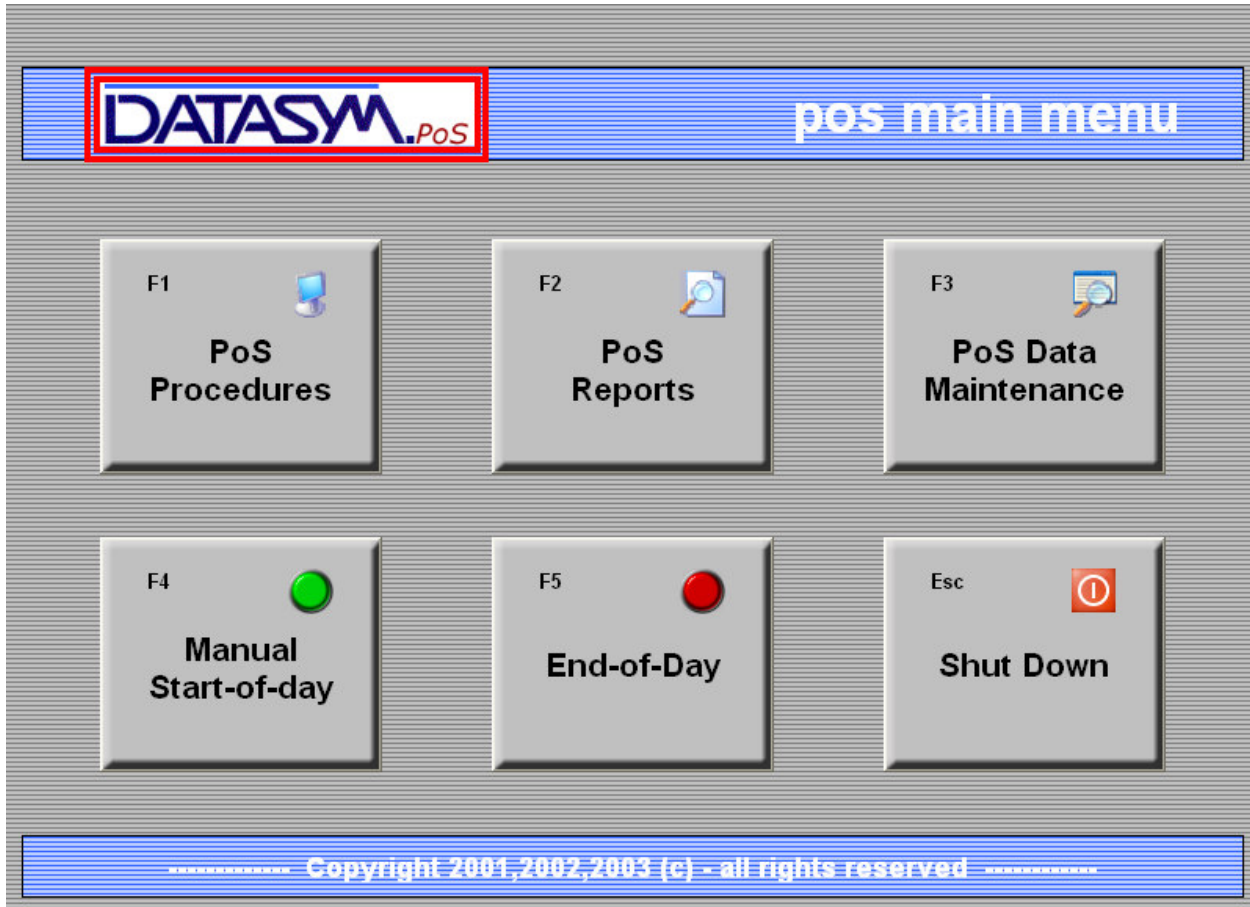 DATASYM.PoS
pos main menu
F1
PoS
Procedures
F2
PoS
Reports
F3
PoS Data
Maintenance
F4
Manual
Start-of-day
F5
End-of-Day
Esc
Shut Down
------------- Copyright 2001,2002,2003 (c) - all rights reserved ------------